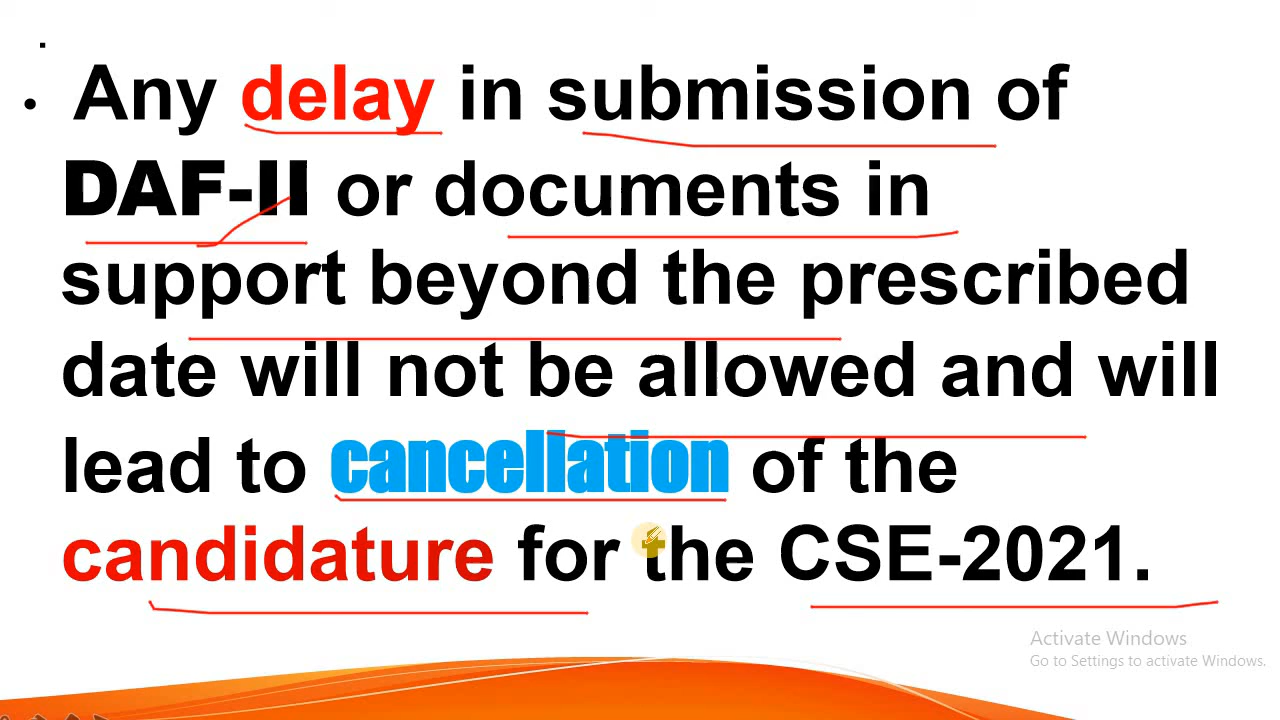 Any delay in submission of
DAF-II or documents in
support beyond the prescribed
date will not be allowed and will
lead to cancellation of the
candidature for the CSE-2021.
Activate Windows
Go to Settings to activate Windows.